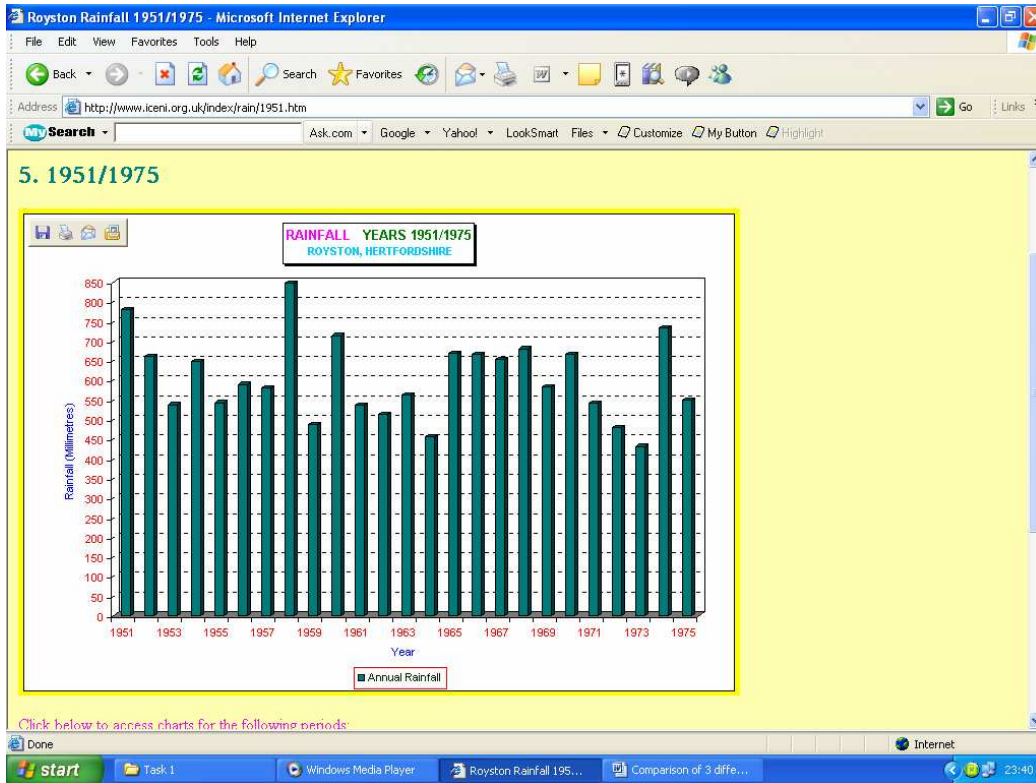 Royston Rainfall 1951/1975 - Microsoft Internet Explorer
File Edit View Favorites Tools Help
Back Search Favorites
Address http://www.iceni.org.uk/index/rain/1951.htm Go Links
My Search Ask.com Google Yahoo! LookSmart Files Customize My Button Highlight
5. 1951/1975
RAINFALL YEARS 1951/1975
ROYSTON, HERTFORDSHIRE
850
800
750
700
650
600
550
500
450
400
350
300
250
200
150
100
50
0
Rainfall (Millimetres)
1951 1953 1955 1957 1959 1961 1963 1965 1967 1969 1971 1973 1975
Year
Annual Rainfall
Click below to access charts for the following periods:
Done Internet
start Task 1 Windows Media Player Royston Rainfall 195... Comparison of 3 diffe... 23:40